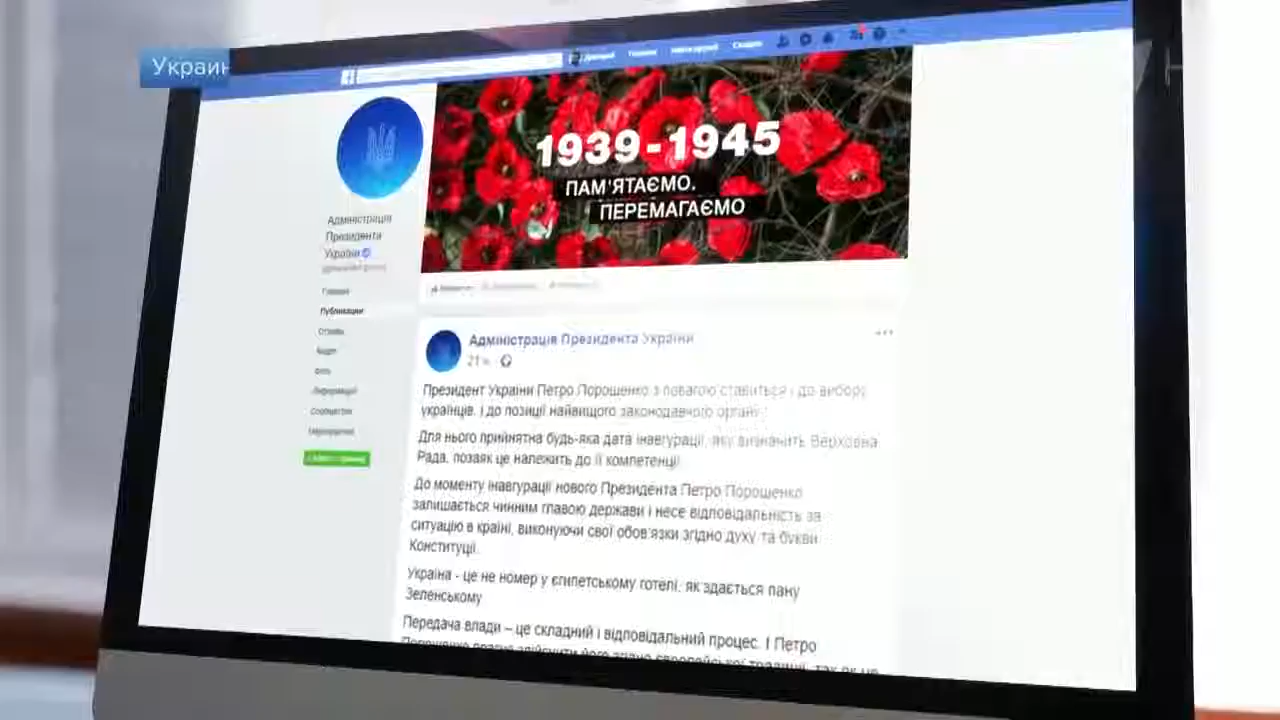 Украин
1939-1945
ПАМ'ЯТАЄМО.
ПЕРЕМАГАЄМО
Адміністрація
Президента
України
Публикации
Адміністрація Президента України
21 ч.
Президент України Петро Порошенко з повагою ставиться і до вибору
українців, і до позиції найвищого законодавчого органу.
Для нього прийнятна будь-яка дата інавгурації, яку визначить Верховна
Рада, позаяк це належить до її компетенції.
До моменту інавгурації нового Президента Петро Порошенко
залишається чинним главою держави і несе відповідальність за
ситуацію в країні, виконуючи свої обов'язки згідно духу та букви
Конституції.
Україна - це не номер у єгипетському готелі, як здається пану
Зеленському
Передача влади – це складний і відповідальний процес. І Петро